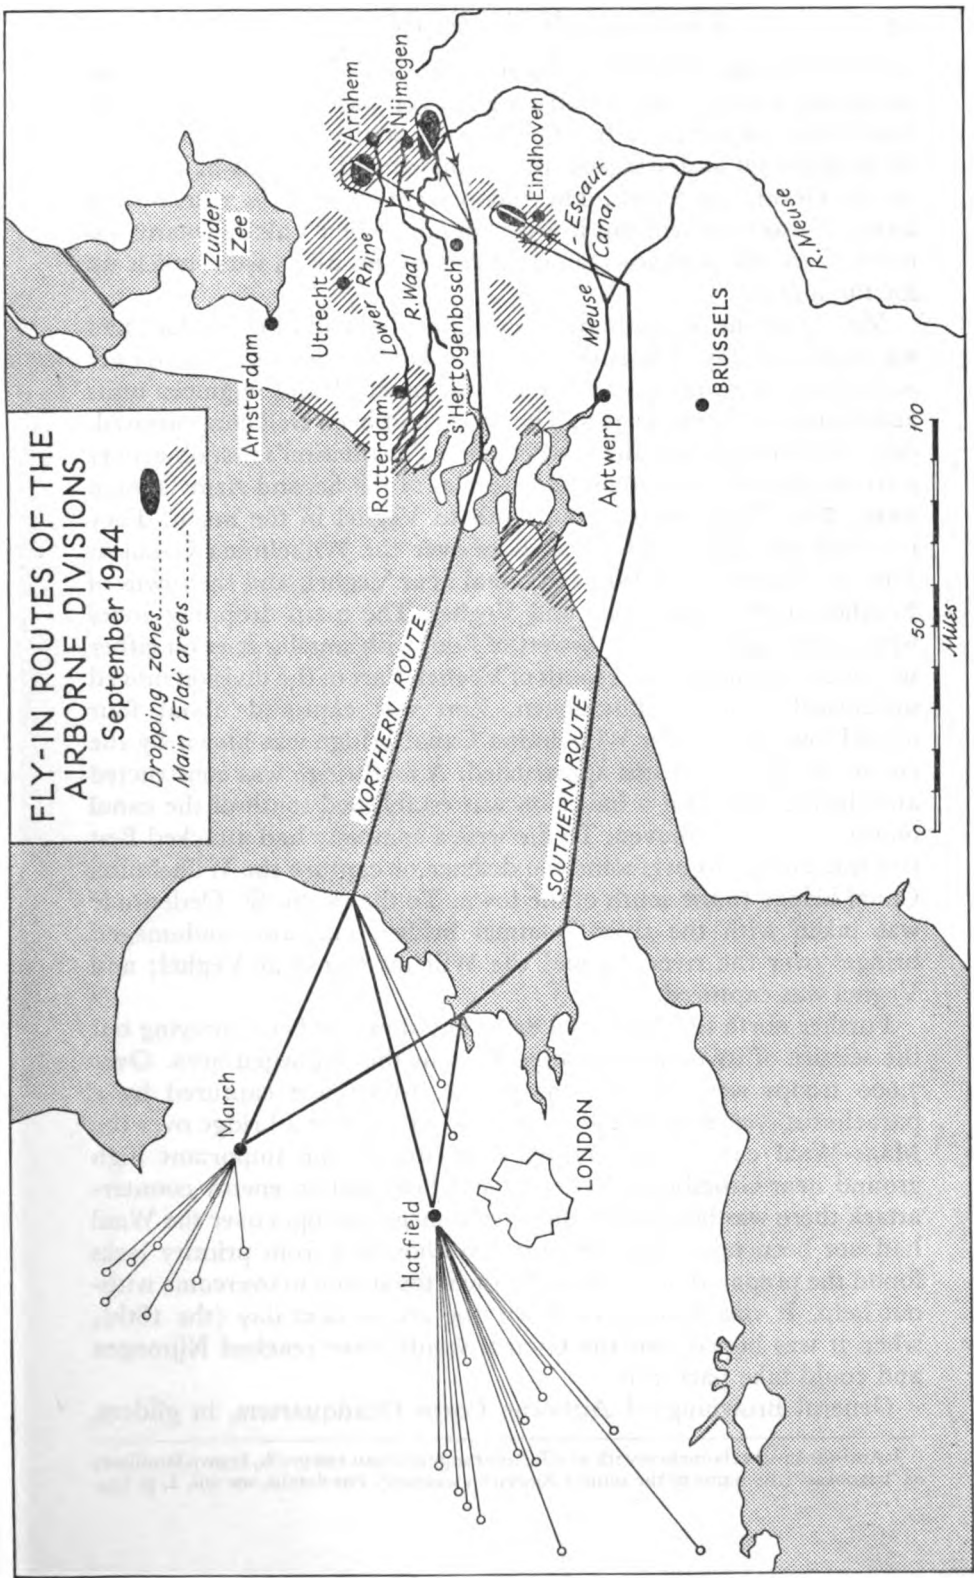 FLY-IN ROUTES OF THE
AIRBORNE DIVISIONS
September 1944
Dropping zones
Main Flak areas
Zuider
Zee
Amsterdam
Utrecht
Lower Rhine
R.Waal
Arnhem
Nijmegen
Rotterdam
S'Hertogenbosch
Eindhoven
Meuse - Escaut
Canal
R. Meuse
Antwerp
BRUSSELS
NORTHERN ROUTE
SOUTHERN ROUTE
March
Hatfield
LONDON
0 50 100
Miles